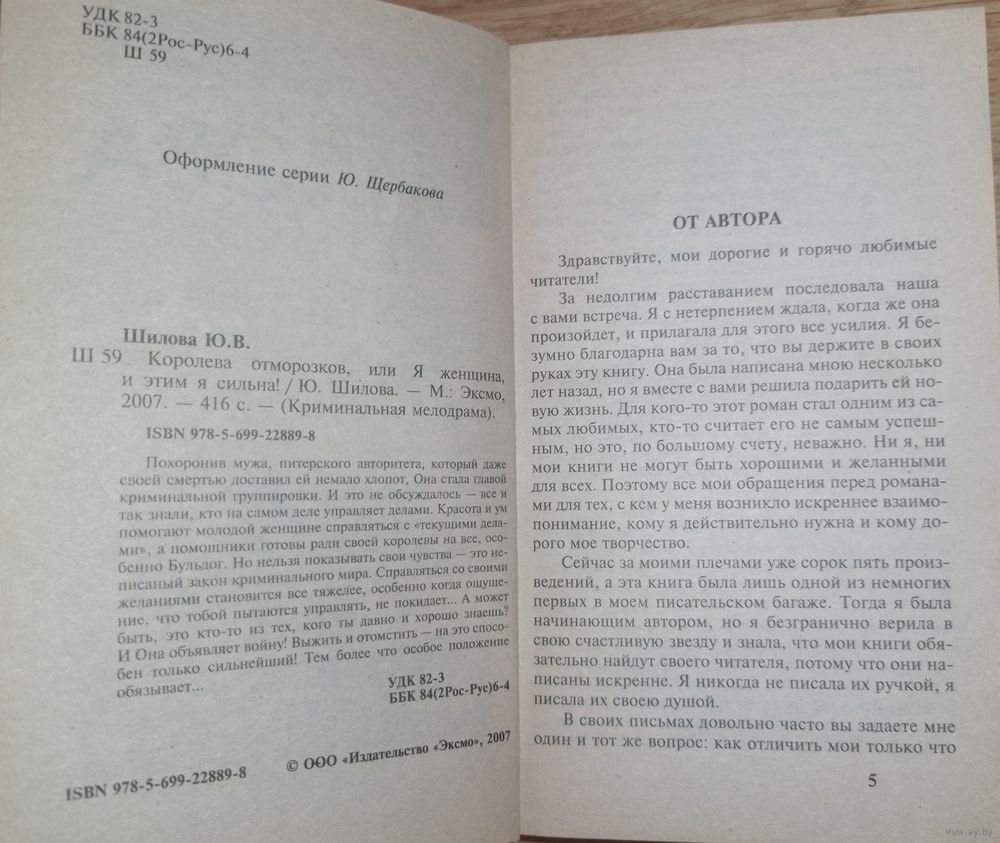 УДК 82-3
ББК 84(2Рос-Рус)6-4
Ш 59
Оформление серии Ю. Щербакова
Шилова Ю.В.
Ш 59 Королева отморозков, или Я женщина,
и этим я сильна! / Ю. Шилова. — М.: Эксмо,
2007. — 416 с. — (Криминальная мелодрама).
ISBN 978-5-699-22889-8
Похоронив мужа, питерского авторитета, который даже
своей смертью доставил ей немало хлопот, Она стала главой
криминальной группировки. И это не обсуждалось — все и
так знали, кто на самом деле управляет делами. Красота и ум
помогают молодой женщине справляться с «текущими дела-
ми», а помощники готовы ради своей королевы на все, осо-
бенно Бульдог. Но нельзя показывать свои чувства — это не-
писаный закон криминального мира. Справляться со своими
желаниями становится все тяжелее, особенно когда ощуще-
ние, что тобой пытаются управлять, не покидает... А может
быть, это кто-то из тех, кого ты давно и хорошо знаешь?
И Она объявляет войну! Выжить и отомстить — на это спосо-
бен только сильнейший! Тем более что особое положение
обязывает...
УДК 82-3
ББК 84(2Рос-Рус)6-4
ISBN 978-5-699-22889-8
© ООО «Издательство «Эксмо», 2007
ОТ АВТОРА
Здравствуйте, мои дорогие и горячо любимые
читатели!
За недолгим расставанием последовала наша
с вами встреча. Я с нетерпением ждала, когда же она
произойдет, и прилагала для этого все усилия. Я бе-
зумно благодарна вам за то, что вы держите в своих
руках эту книгу. Она была написана мною несколько
лет назад, но я вместе с вами решила подарить ей но-
вую жизнь. Для кого-то этот роман стал одним из са-
мых любимых, кто-то считает его не самым успеш-
ным, но это, по большому счету, неважно. Ни я, ни
мои книги не могут быть хорошими и желанными
для всех. Поэтому все мои обращения перед романа-
ми для тех, с кем у меня возникло искреннее взаимо-
понимание, кому я действительно нужна и кому до-
рого мое творчество.
Сейчас за моими плечами уже сорок пять произ-
ведений, а эта книга была лишь одной из немногих
первых в моем писательском багаже. Тогда я была
начинающим автором, но я безгранично верила в
свою счастливую звезду и знала, что мои книги обя-
зательно найдут своего читателя, потому что они на-
писаны искренне. Я никогда не писала их ручкой, я
писала их своею душой.
В своих письмах довольно часто вы задаете мне
один и тот же вопрос: как отличить мои только что
5
www.ay.by